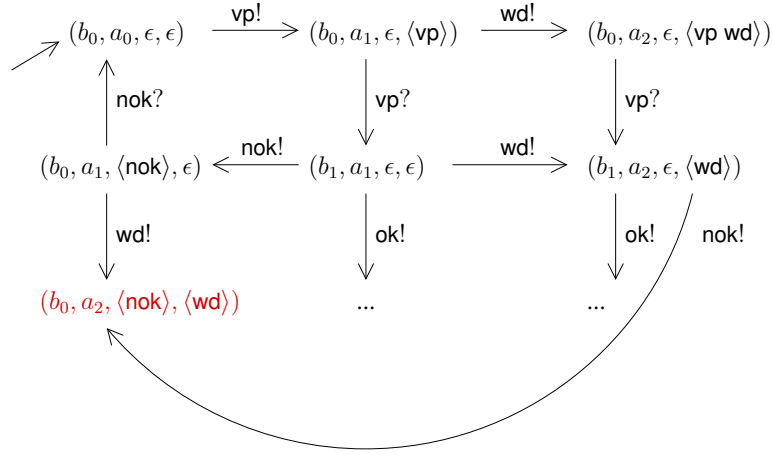 vp! wd!
(b₀, a₀, ϵ, ϵ) (b₀, a₁, ϵ, ⟨vp⟩) (b₀, a₂, ϵ, ⟨vp wd⟩)
nok? vp? vp?
nok! wd!
(b₀, a₁, ⟨nok⟩, ϵ) (b₁, a₁, ϵ, ϵ) (b₁, a₂, ϵ, ⟨wd⟩)
wd! ok! ok! nok!
(b₀, a₂, ⟨nok⟩, ⟨wd⟩) ... ...